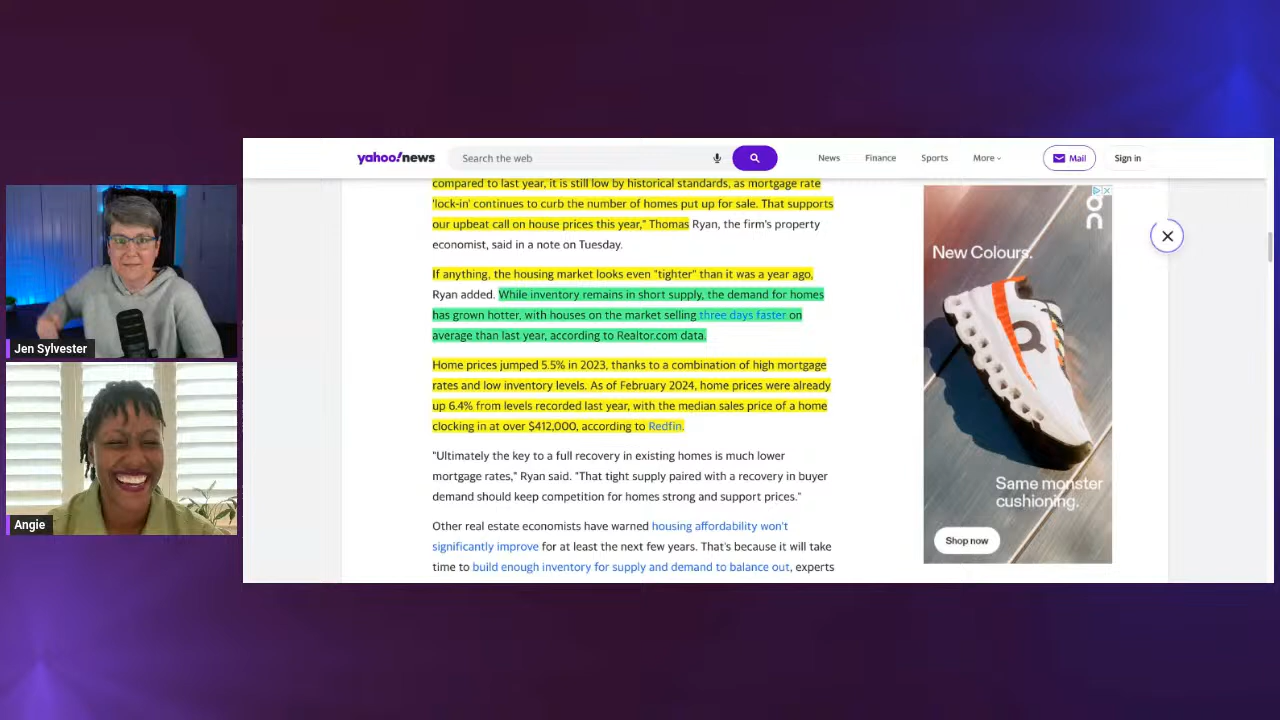 yahoo!news
Search the web
News
Finance
Sports
More
Mail
Sign in
compared to last year, it is still low by historical standards, as mortgage rate
'lock-in' continues to curb the number of homes put up for sale. That supports
our upbeat call on house prices this year," Thomas Ryan, the firm's property
economist, said in a note on Tuesday.
If anything, the housing market looks even "tighter" than it was a year ago,
Ryan added. While inventory remains in short supply, the demand for homes
has grown hotter, with houses on the market selling three days faster on
average than last year, according to Realtor.com data.
Home prices jumped 5.5% in 2023, thanks to a combination of high mortgage
rates and low inventory levels. As of February 2024, home prices were already
up 6.4% from levels recorded last year, with the median sales price of a home
clocking in at over $412,000, according to Redfin.
"Ultimately the key to a full recovery in existing homes is much lower
mortgage rates," Ryan said. "That tight supply paired with a recovery in buyer
demand should keep competition for homes strong and support prices."
Other real estate economists have warned housing affordability won't
significantly improve for at least the next few years. That's because it will take
time to build enough inventory for supply and demand to balance out, experts
New Colours.
Same monster
cushioning.
Shop now
Jen Sylvester
Angie